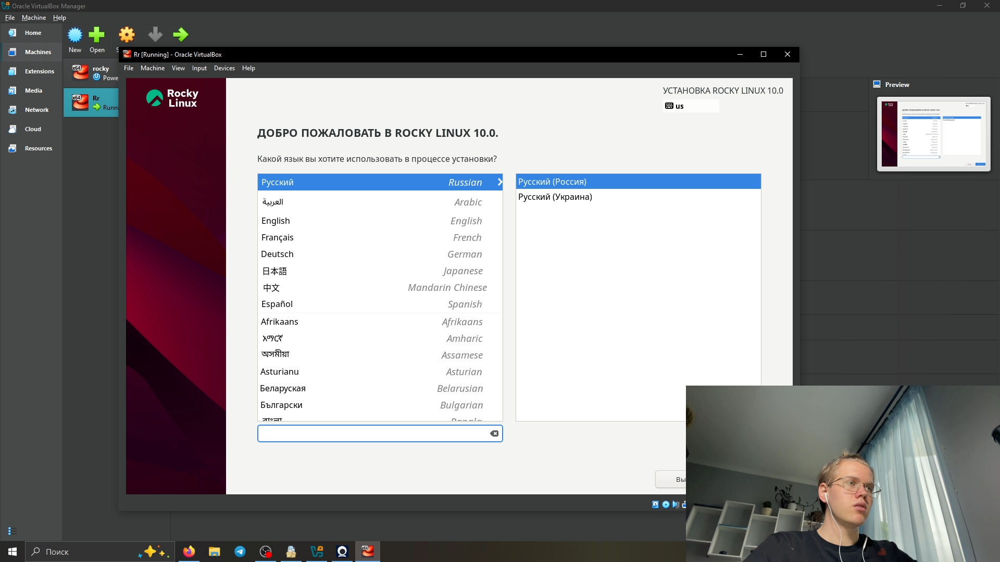 Oracle VirtualBox Manager
File Machine Help
Home
Machines
Extensions
Media
Network
Cloud
Resources
New Open
rocky
Powe
Rr
Runni
Rr [Running] - Oracle VirtualBox
File Machine View Input Devices Help
Rocky
Linux
УСТАНОВКА ROCKY LINUX 10.0
us
ДОБРО ПОЖАЛОВАТЬ В ROCKY LINUX 10.0.
Какой язык вы хотите использовать в процессе установки?
Русский Russian
العربية Arabic
English English
Français French
Deutsch German
日本語 Japanese
中文 Mandarin Chinese
Español Spanish
Afrikaans Afrikaans
አማርኛ Amharic
অসমীয়া Assamese
Asturianu Asturian
Беларуская Belarusian
Български Bulgarian
বাংলা Bangla
Русский (Россия)
Русский (Украина)
Вы
Preview
Поиск